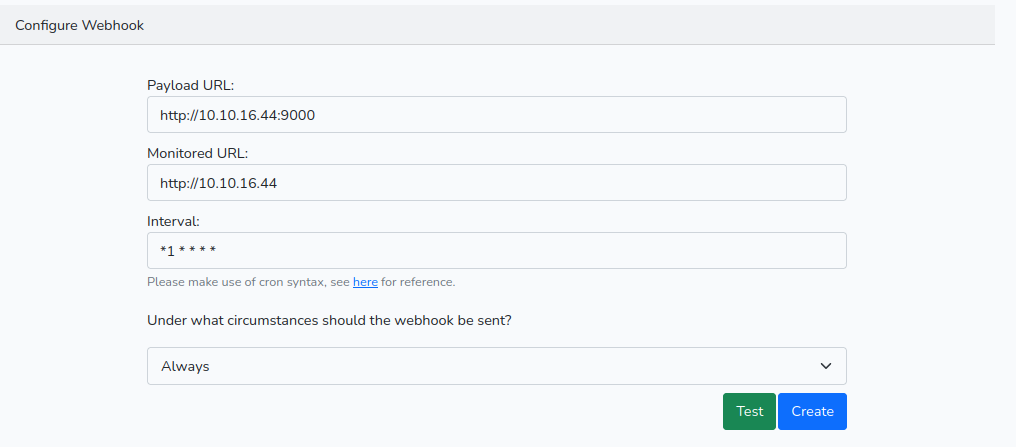 Configure Webhook
Payload URL:
http://10.10.16.44:9000
Monitored URL:
http://10.10.16.44
Interval:
*1 * * * *
Please make use of cron syntax, see here for reference.
Under what circumstances should the webhook be sent?
Always
Test Create